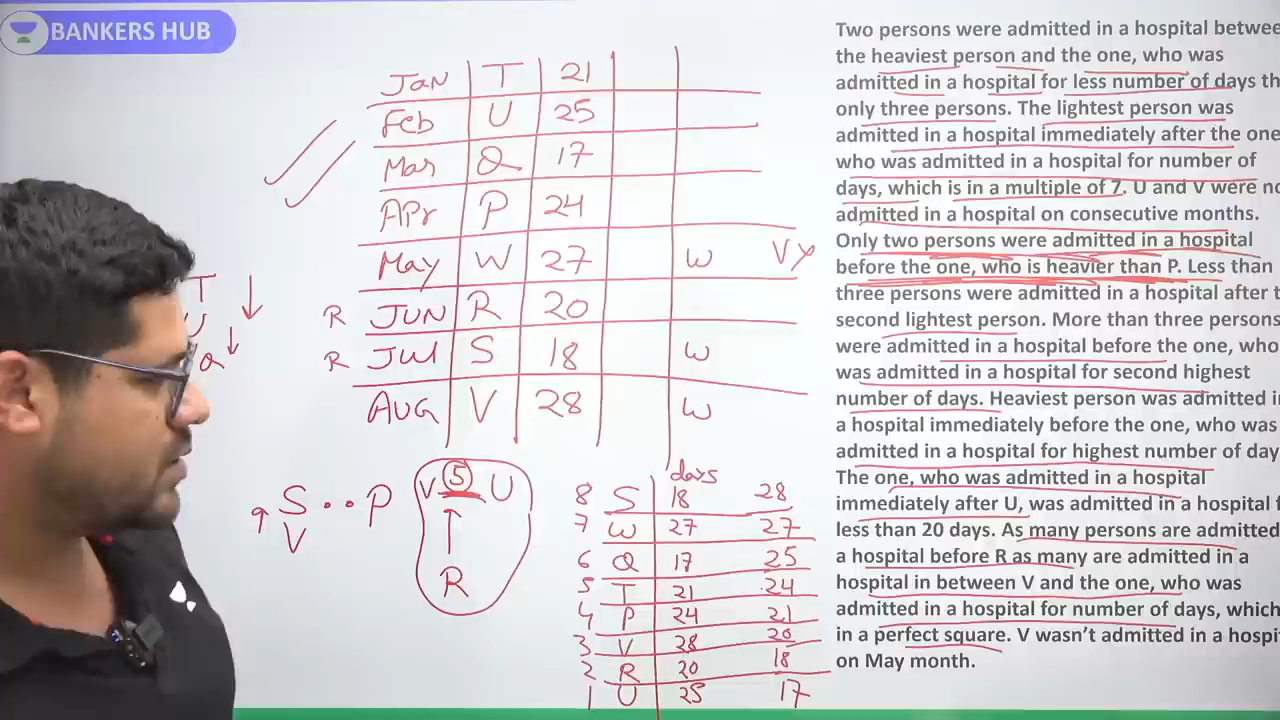 BANKERS HUB
Jan T 21
Feb U 25
Mar Q 17
APr P 24
May W 27 W V X
R JUN R 20
R Jul S 18 W
AUG V 28 W
T
U
Q
S . . P
V
V 5 U
R
days
8 S 18 28
7 W 27 27
6 Q 17 25
5 T 21 24
4 P 24 21
3 V 28 20
2 R 20 18
1 U 25 17
Two persons were admitted in a hospital betwee
the heaviest person and the one, who was
admitted in a hospital for less number of days th
only three persons. The lightest person was
admitted in a hospital immediately after the one
who was admitted in a hospital for number of
days, which is in a multiple of 7. U and V were no
admitted in a hospital on consecutive months.
Only two persons were admitted in a hospital
before the one, who is heavier than P. Less than
three persons were admitted in a hospital after t
second lightest person. More than three persons
were admitted in a hospital before the one, who
was admitted in a hospital for second highest
number of days. Heaviest person was admitted i
a hospital immediately before the one, who was
admitted in a hospital for highest number of day
The one, who was admitted in a hospital
immediately after U, was admitted in a hospital
less than 20 days. As many persons are admitted
a hospital before R as many are admitted in a
hospital in between V and the one, who was
admitted in a hospital for number of days, which
in a perfect square. V wasn't admitted in a hospi
on May month.